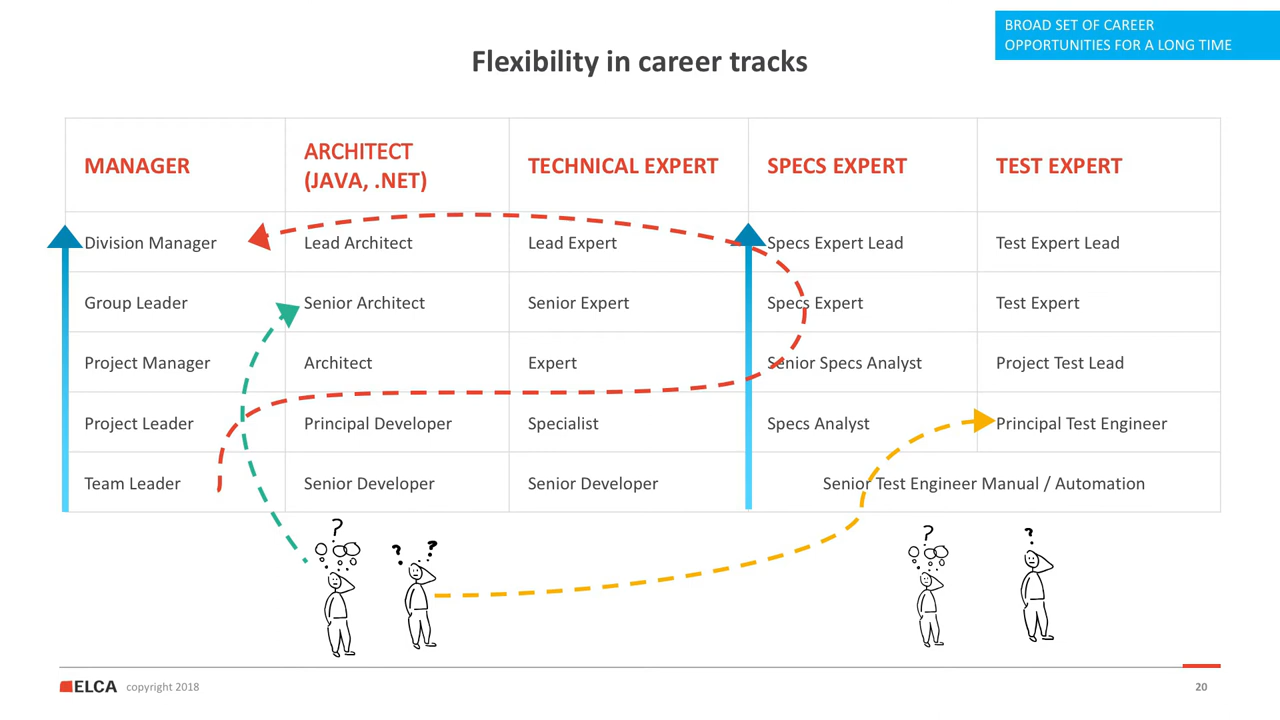 BROAD SET OF CAREER
OPPORTUNITIES FOR A LONG TIME
Flexibility in career tracks
MANAGER
ARCHITECT
(JAVA, .NET)
TECHNICAL EXPERT
SPECS EXPERT
TEST EXPERT
Division Manager
Lead Architect
Lead Expert
Specs Expert Lead
Test Expert Lead
Group Leader
Senior Architect
Senior Expert
Specs Expert
Test Expert
Project Manager
Architect
Expert
Senior Specs Analyst
Project Test Lead
Project Leader
Principal Developer
Specialist
Specs Analyst
Principal Test Engineer
Team Leader
Senior Developer
Senior Developer
Senior Test Engineer Manual / Automation
?
? ?
?
?
ELCA copyright 2018
20